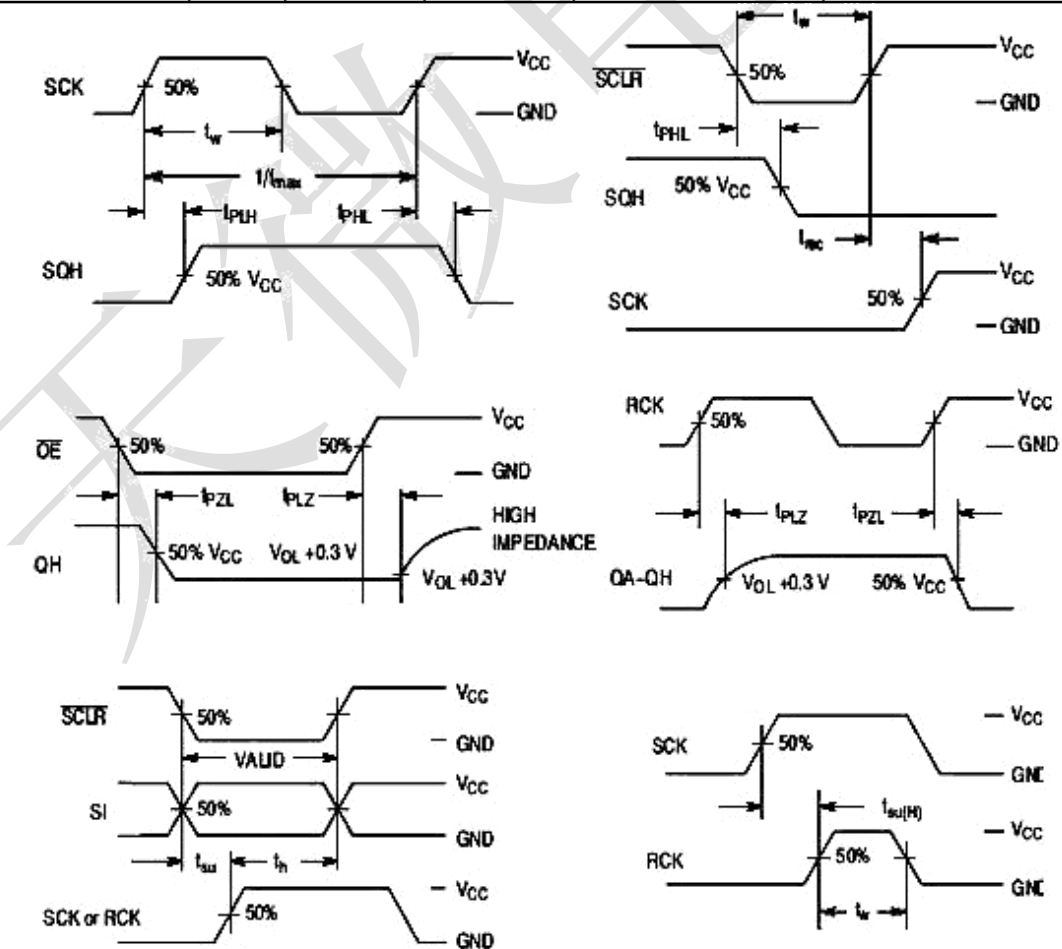 SCK
50%
tw
1/fmax
VCC
GND
tPLH
tPHL
SQH
50% VCC
tw
SCLR
50%
VCC
GND
tPHL
SQH
50% VCC
trec
SCK
50%
VCC
GND
OE
50%
50%
VCC
GND
tPZL
tPLZ
QH
50% VCC
VOL +0.3 V
VOL +0.3V
HIGH
IMPEDANCE
RCK
50%
VCC
GND
tPLZ
tPZL
QA-QH
VOL +0.3 V
50% VCC
SCLR
50%
VCC
GND
VALID
SI
50%
VCC
GND
tsu
th
SCK or RCK
50%
VCC
GND
SCK
50%
VCC
GND
tsu(H)
RCK
50%
VCC
GND
tw